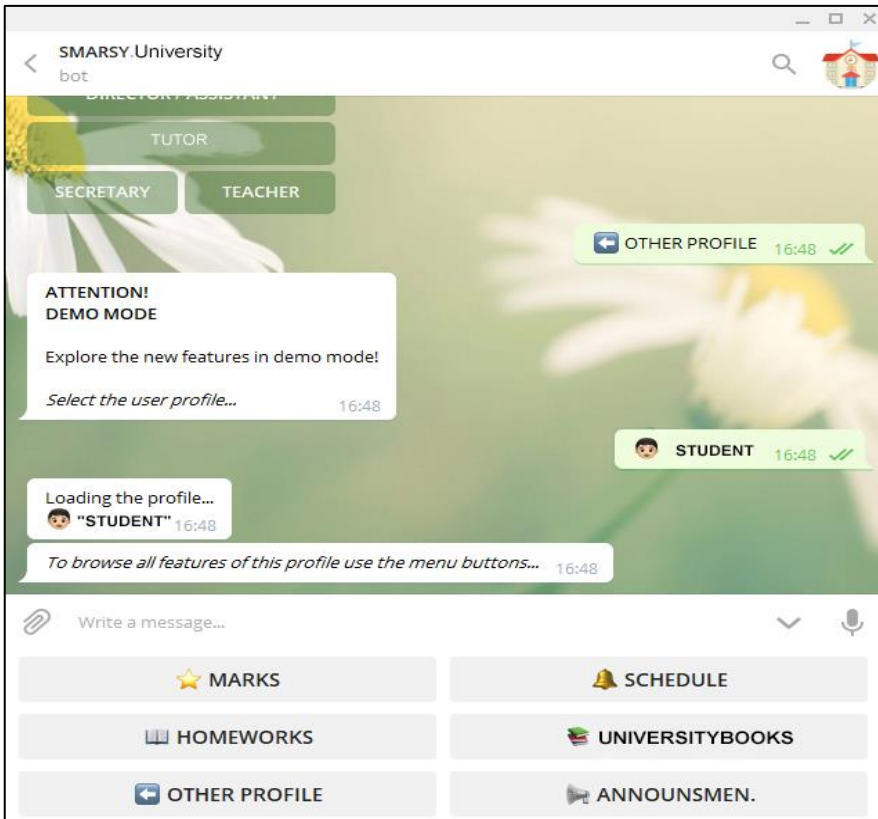 SMARSY.University
bot
DIRECTORY ASSISTANT
TUTOR
SECRETARY TEACHER
OTHER PROFILE 16:48
ATTENTION!
DEMO MODE
Explore the new features in demo mode!
Select the user profile... 16:48
STUDENT 16:48
Loading the profile...
"STUDENT" 16:48
To browse all features of this profile use the menu buttons... 16:48
Write a message...
MARKS SCHEDULE
HOMEWORKS UNIVERSITYBOOKS
OTHER PROFILE ANNOUNSMEN.